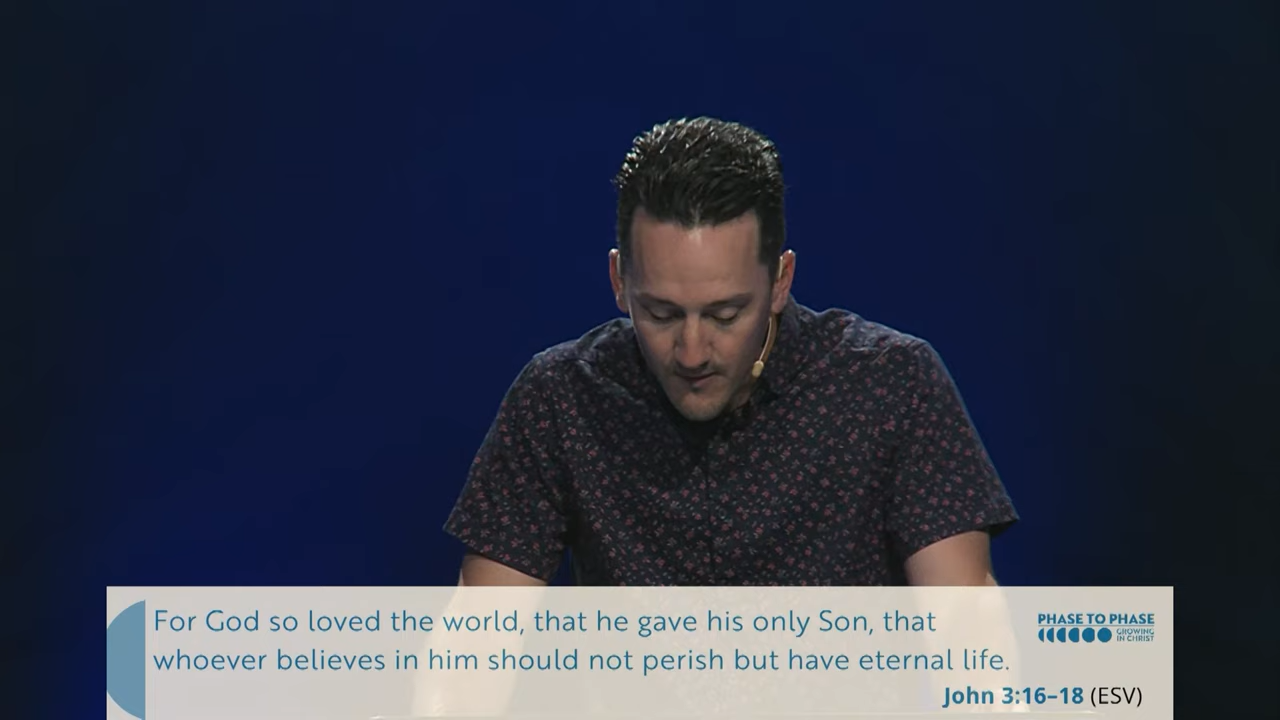 For God so loved the world, that he gave his only Son, that
whoever believes in him should not perish but have eternal life.
PHASE TO PHASE
GROWING
IN CHRIST
John 3:16–18 (ESV)